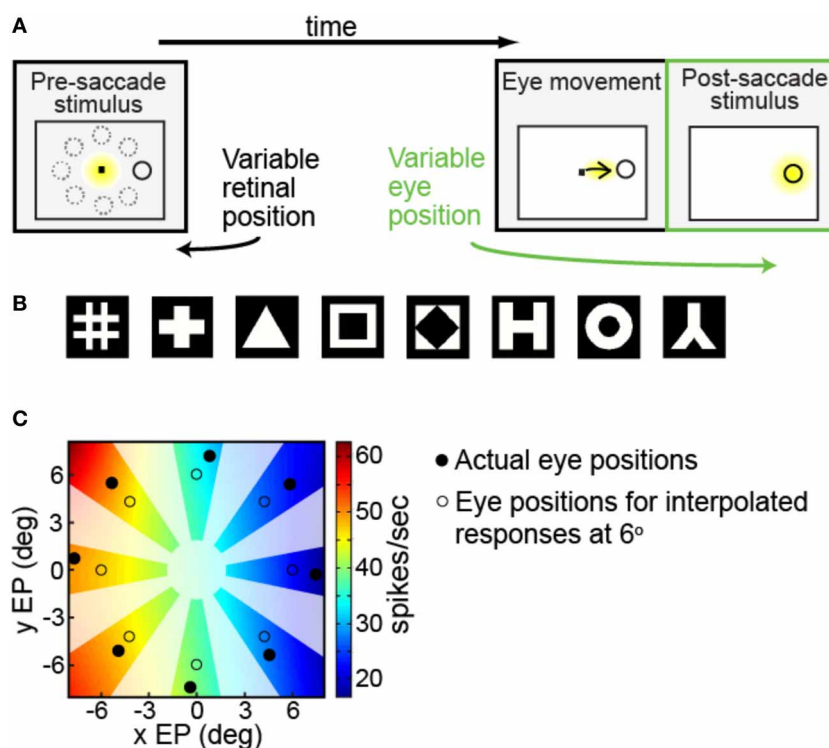 A
time
Pre-saccade
stimulus
Variable
retinal
position
Variable
eye
position
Eye movement
Post-saccade
stimulus
B
C
6
3
0
-3
-6
y EP (deg)
-6 -3 0 3 6
x EP (deg)
60
50
40
30
20
spikes/sec
Actual eye positions
Eye positions for interpolated
responses at 6º